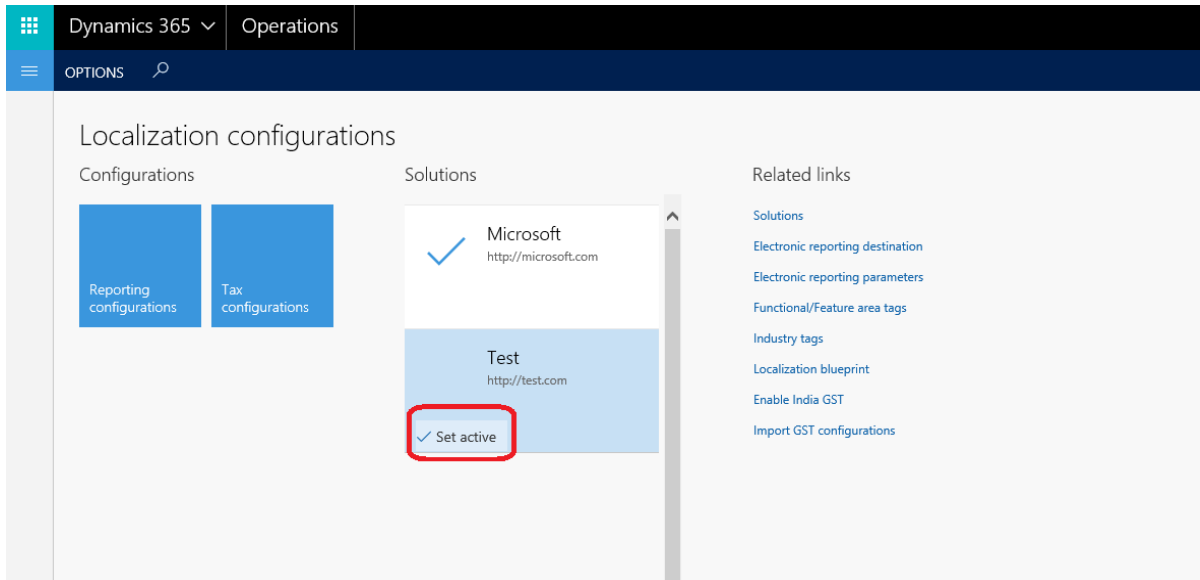 Dynamics 365
Operations
OPTIONS
Localization configurations
Configurations
Reporting
configurations
Tax
configurations
Solutions
Microsoft
http://microsoft.com
Test
http://test.com
Set active
Related links
Solutions
Electronic reporting destination
Electronic reporting parameters
Functional/Feature area tags
Industry tags
Localization blueprint
Enable India GST
Import GST configurations